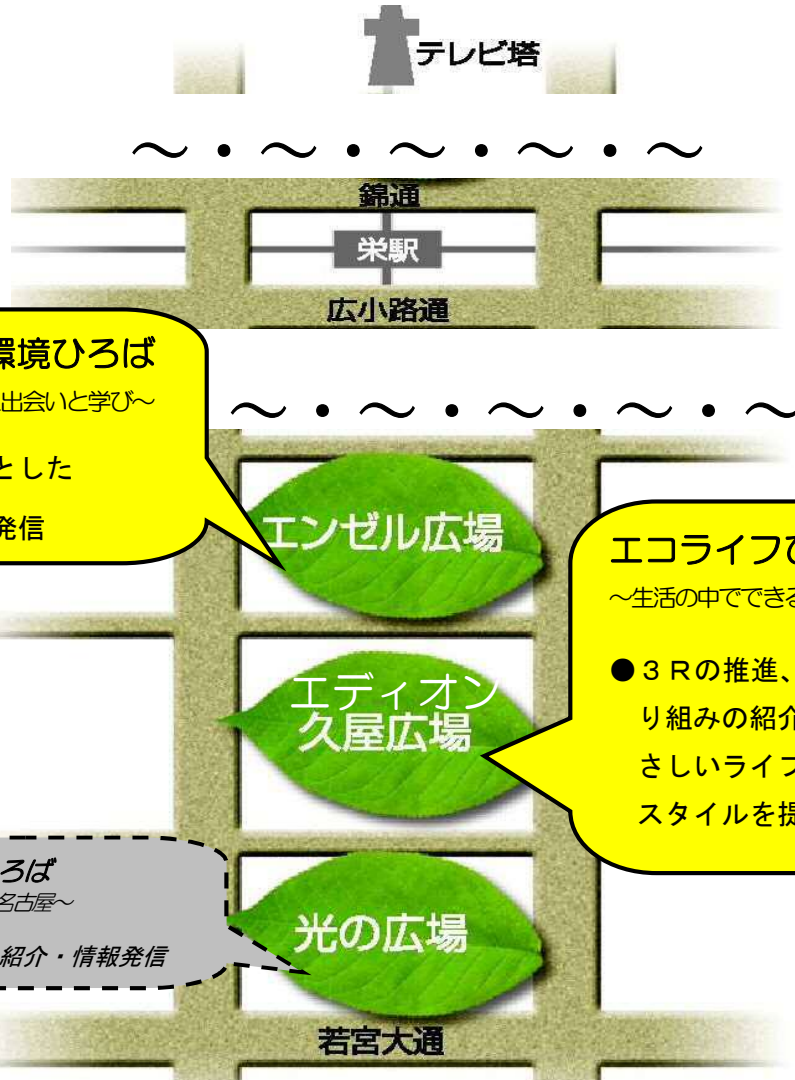 テレビ塔
～・～・～・～・～
錦通
栄駅
広小路通
環境ひろば
出会いと学び～
とした
発信
～・～・～・～・～
エンゼル広場
エコライフひ
～生活の中でできる
●３Ｒの推進、
り組みの紹介
さしいライフ
スタイルを提
エディオン
久屋広場
ろば
名古屋～
紹介・情報発信
光の広場
若宮大通